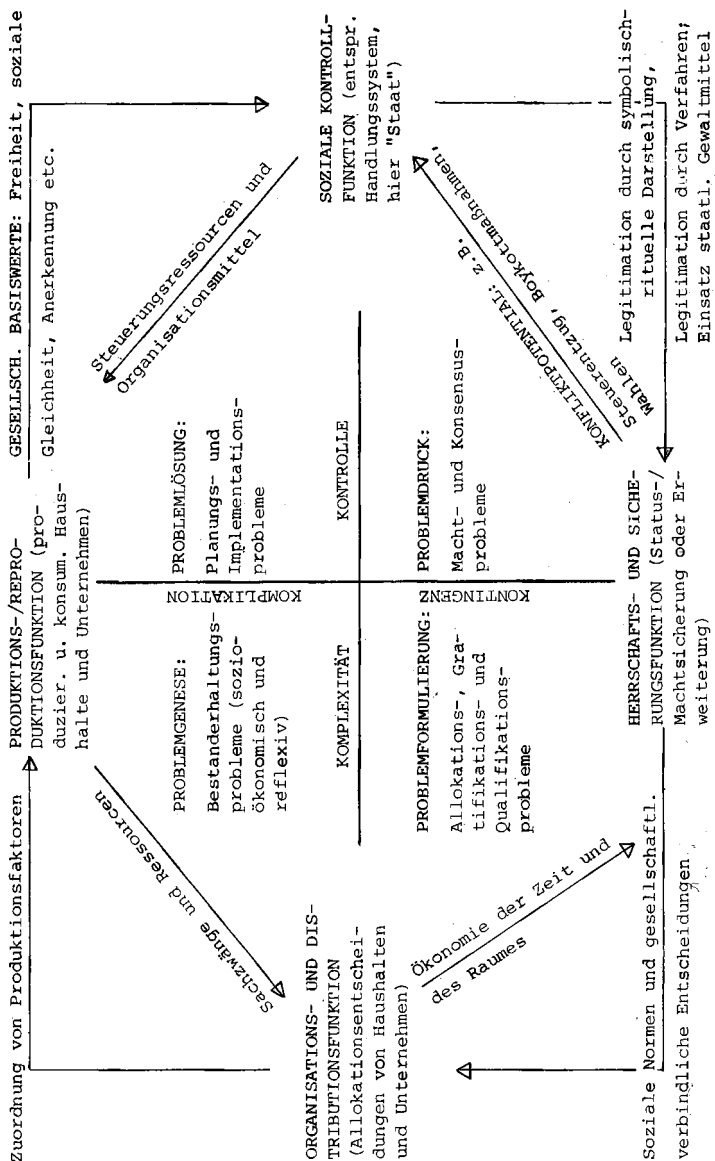 Zuordnung von Produktionsfaktoren
PRODUKTIONS-/REPRO-
DUKTIONSFUNKTION (pro-
duzier. u. konsum. Haus-
halte und Unternehmen)
GESELLSCH. BASISWERTE: Freiheit, soziale
Gleichheit, Anerkennung etc.
Sachzwänge und Ressourcen
Steuerungsressourcen und
Organisationsmittel
PROBLEMGENESE:
Bestanderhaltungs-
probleme (sozio-
ökonomisch und
reflexiv)
KOMPLIKATION
PROBLEMLÖSUNG:
Planungs- und
Implementations-
probleme
ORGANISATIONS- UND DIS-
TRIBUTIONSFUNKTION
(Allokationsentschei-
dungen von Haushalten
und Unternehmen)
KOMPLEXITÄT
KONTROLLE
SOZIALE KONTROLL-
FUNKTION (entspr.
Handlungssystem,
hier "Staat")
PROBLEMFORMULIERUNG:
Allokations-, Gra-
tifikations- und
Qualifikations-
probleme
KONTINGENZ
PROBLEMDRUCK:
Macht- und Konsensus-
probleme
Ökonomie der Zeit und
des Raumes
KONFLIKTPOTENTIAL: z.B.
Steuerentzug, Boykottmaßnahmen,
Wahlen
Soziale Normen und gesellschaftl.
verbindliche Entscheidungen
HERRSCHAFTS- UND SICHE-
RUNGSFUNKTION (Status-/
Machtsicherung oder Er-
weiterung)
Legitimation durch symbolisch-
rituelle Darstellung,
Legitimation durch Verfahren;
Einsatz staatl. Gewaltmittel